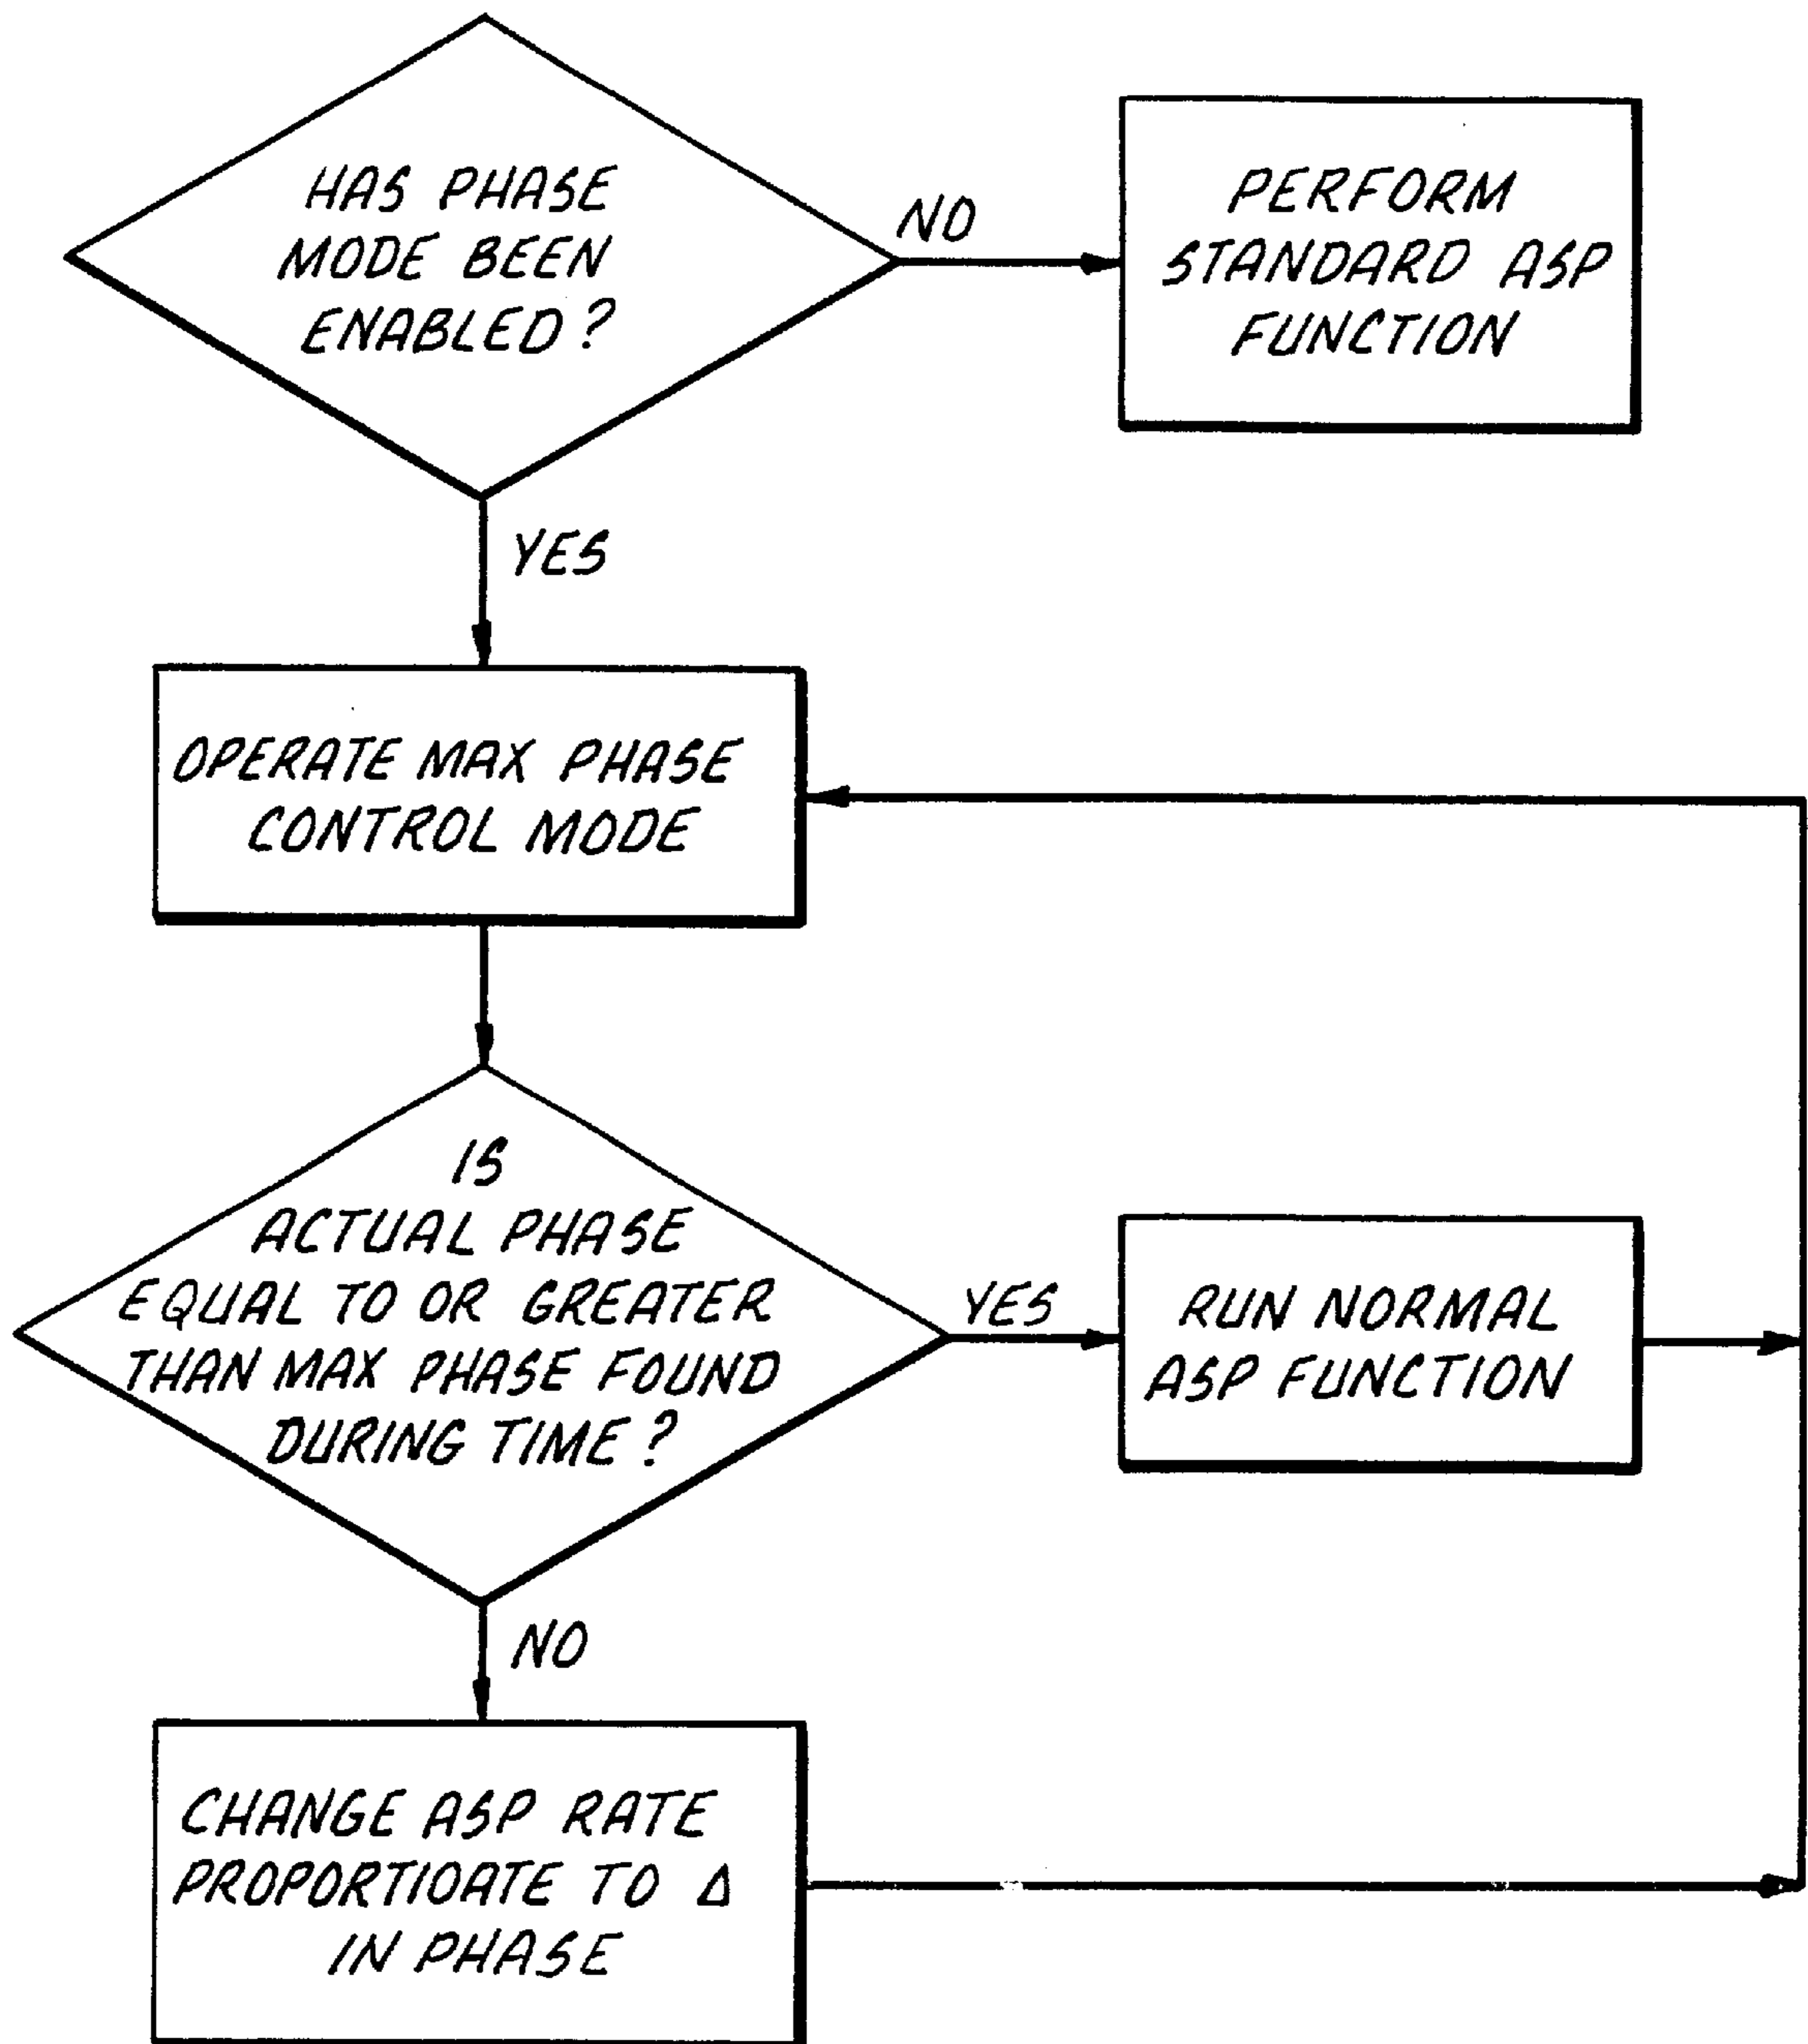 HAS PHASE
MODE BEEN
ENABLED?
NO
PERFORM
STANDARD ASP
FUNCTION
YES
OPERATE MAX PHASE
CONTROL MODE
IS
ACTUAL PHASE
EQUAL TO OR GREATER
THAN MAX PHASE FOUND
DURING TIME?
YES
RUN NORMAL
ASP FUNCTION
NO
CHANGE ASP RATE
PROPORTIOATE TO Δ
IN PHASE